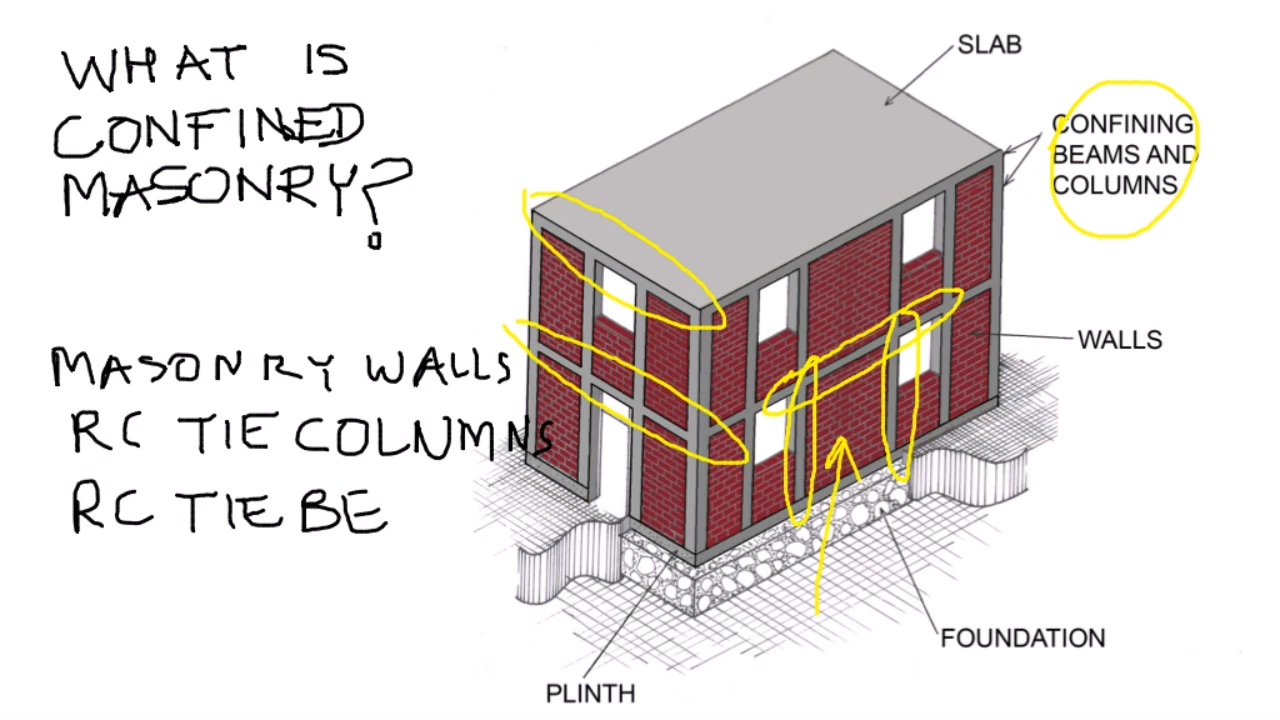 WHAT IS
CONFINED
MASONRY?
MASONRY WALLS
RC TIE COLNMNS
RC TIE BE
SLAB
CONFINING
BEAMS AND
COLUMNS
WALLS
FOUNDATION
PLINTH